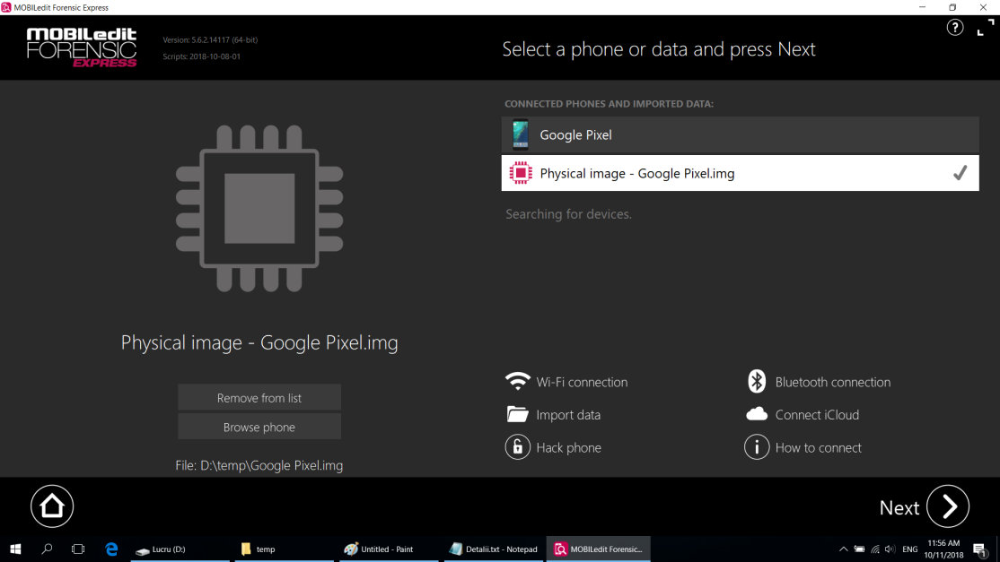 MOBILedit Forensic Express
MOBILedit
FORENSIC
EXPRESS
Version: 5.6.2.14117 (64-bit)
Scripts: 2018-10-08-01
Select a phone or data and press Next
?
CONNECTED PHONES AND IMPORTED DATA:
Google Pixel
Physical image - Google Pixel.img
Searching for devices.
Physical image - Google Pixel.img
Remove from list
Browse phone
File: D:\temp\Google Pixel.img
Wi-Fi connection
Bluetooth connection
Import data
Connect iCloud
Hack phone
How to connect
Next
Lucru (D:)
temp
Untitled - Paint
Detalii.txt - Notepad
MOBILedit Forensic...
ENG
11:56 AM
10/11/2018
1